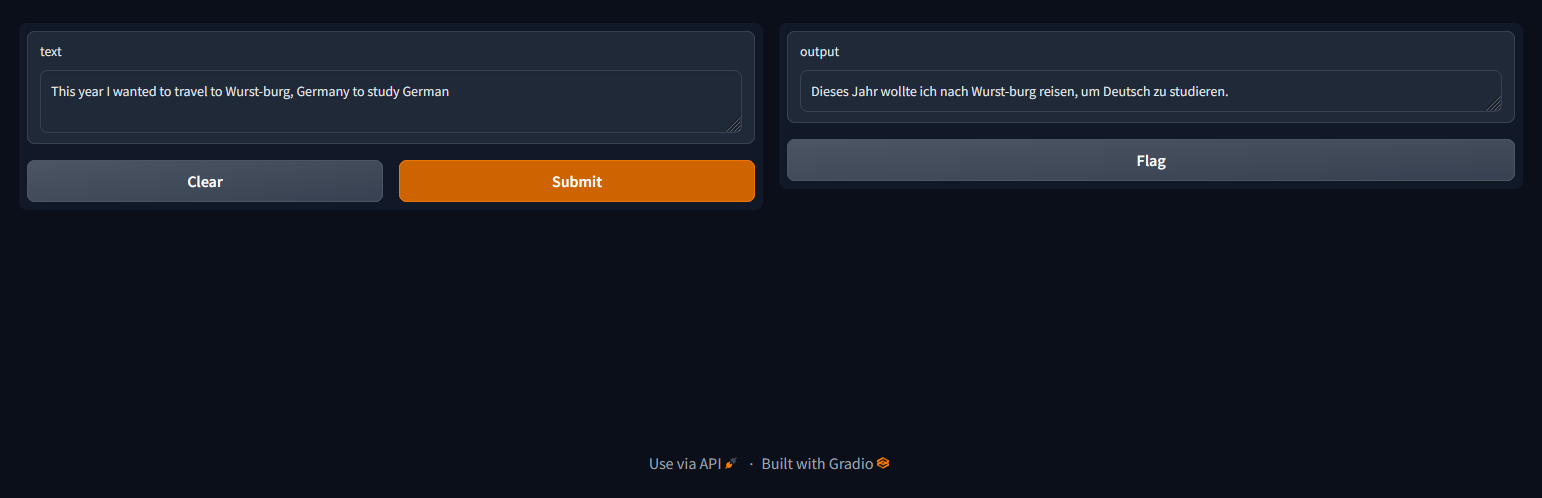 text
This year I wanted to travel to Wurst-burg, Germany to study German
Clear
Submit
output
Dieses Jahr wollte ich nach Wurst-burg reisen, um Deutsch zu studieren.
Flag
Use via API · Built with Gradio